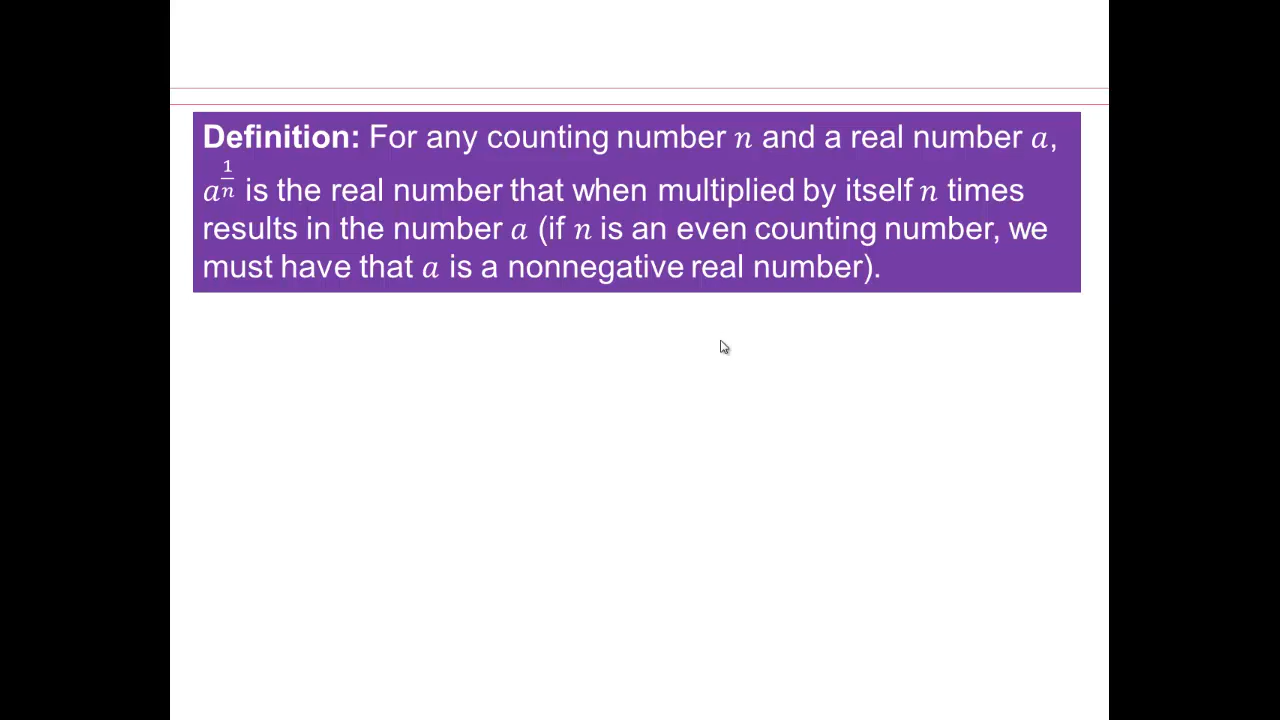 Definition: For any counting number 𝑛 and a real number 𝑎,
𝑎^(1/𝑛) is the real number that when multiplied by itself 𝑛 times
results in the number 𝑎 (if 𝑛 is an even counting number, we
must have that 𝑎 is a nonnegative real number).